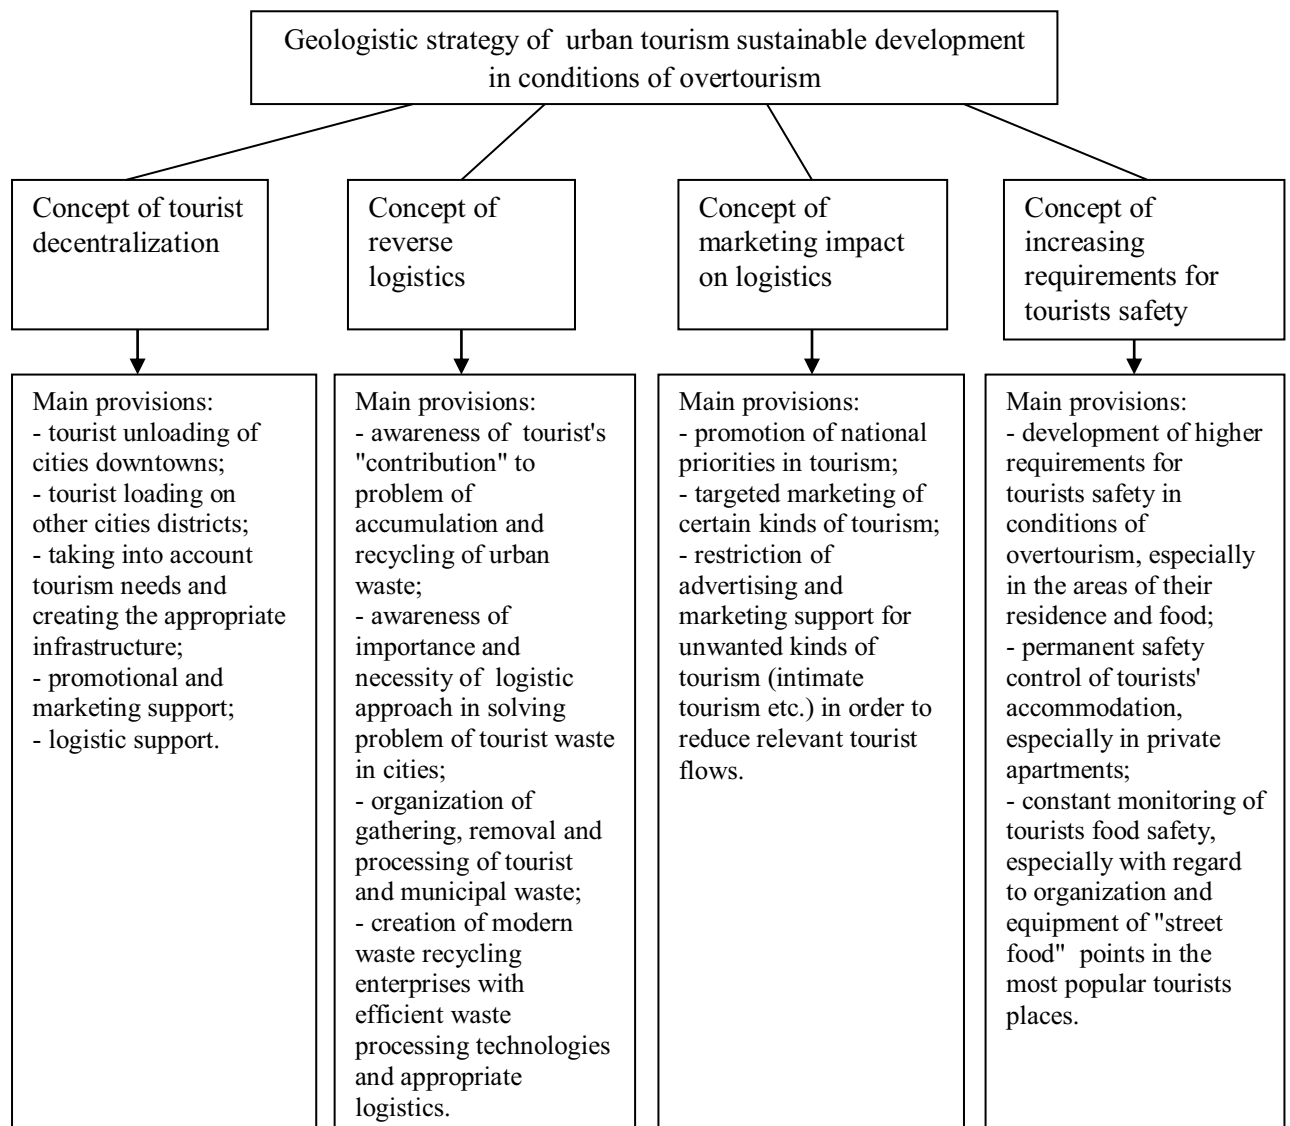 Geologistic strategy of urban tourism sustainable development
in conditions of overtourism
Concept of tourist
decentralization
Concept of
reverse
logistics
Concept of
marketing impact
on logistics
Concept of
increasing
requirements for
tourists safety
Main provisions:
- tourist unloading of
cities downtowns;
- tourist loading on
other cities districts;
- taking into account
tourism needs and
creating the appropriate
infrastructure;
- promotional and
marketing support;
- logistic support.
Main provisions:
- awareness of tourist's
"contribution" to
problem of
accumulation and
recycling of urban
waste;
- awareness of
importance and
necessity of logistic
approach in solving
problem of tourist waste
in cities;
- organization of
gathering, removal and
processing of tourist
and municipal waste;
- creation of modern
waste recycling
enterprises with
efficient waste
processing technologies
and appropriate
logistics.
Main provisions:
- promotion of national
priorities in tourism;
- targeted marketing of
certain kinds of tourism;
- restriction of
advertising and
marketing support for
unwanted kinds of
tourism (intimate
tourism etc.) in order to
reduce relevant tourist
flows.
Main provisions:
- development of higher
requirements for
tourists safety in
conditions of
overtourism, especially
in the areas of their
residence and food;
- permanent safety
control of tourists'
accommodation,
especially in private
apartments;
- constant monitoring of
tourists food safety,
especially with regard
to organization and
equipment of "street
food" points in the
most popular tourists
places.